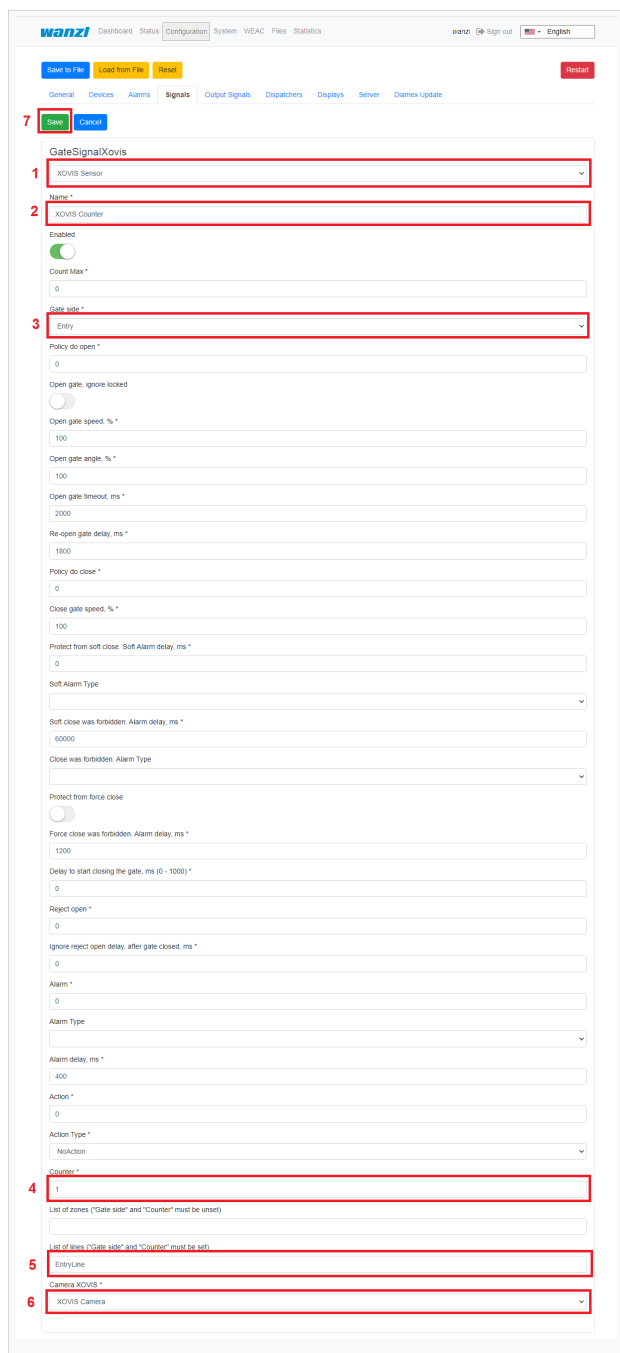 wanzl Dashboard Status Configuration System WEAC Files Statistics wanzl Sign out English
Save to File Load from File Reset Restart
General Devices Alarms Signals Output Signals Dispatchers Displays Server Diamex Update
7 Save Cancel
GateSignalXovis
1 XOVIS Sensor
Name *
2 XOVIS Counter
Enabled
Count Max *
0
Gate side *
3 Entry
Policy do open *
0
Open gate, ignore locked
Open gate speed, % *
100
Open gate angle, % *
100
Open gate timeout, ms *
2000
Re-open gate delay, ms *
1800
Policy do close *
0
Close gate speed, % *
100
Protect from soft close. Soft Alarm delay, ms *
0
Soft Alarm Type
Soft close was forbidden. Alarm delay, ms *
60000
Close was forbidden. Alarm Type
Protect from force close
Force close was forbidden. Alarm delay, ms *
1200
Delay to start closing the gate, ms (0 - 1000) *
0
Reject open *
0
Ignore reject open delay, after gate closed, ms *
0
Alarm *
0
Alarm Type
Alarm delay, ms *
400
Action *
0
Action Type *
NoAction
Counter *
4 1
List of zones ("Gate side" and "Counter" must be unset)
List of lines ("Gate side" and "Counter" must be set)
5 EntryLine
Camera XOVIS *
6 XOVIS Camera